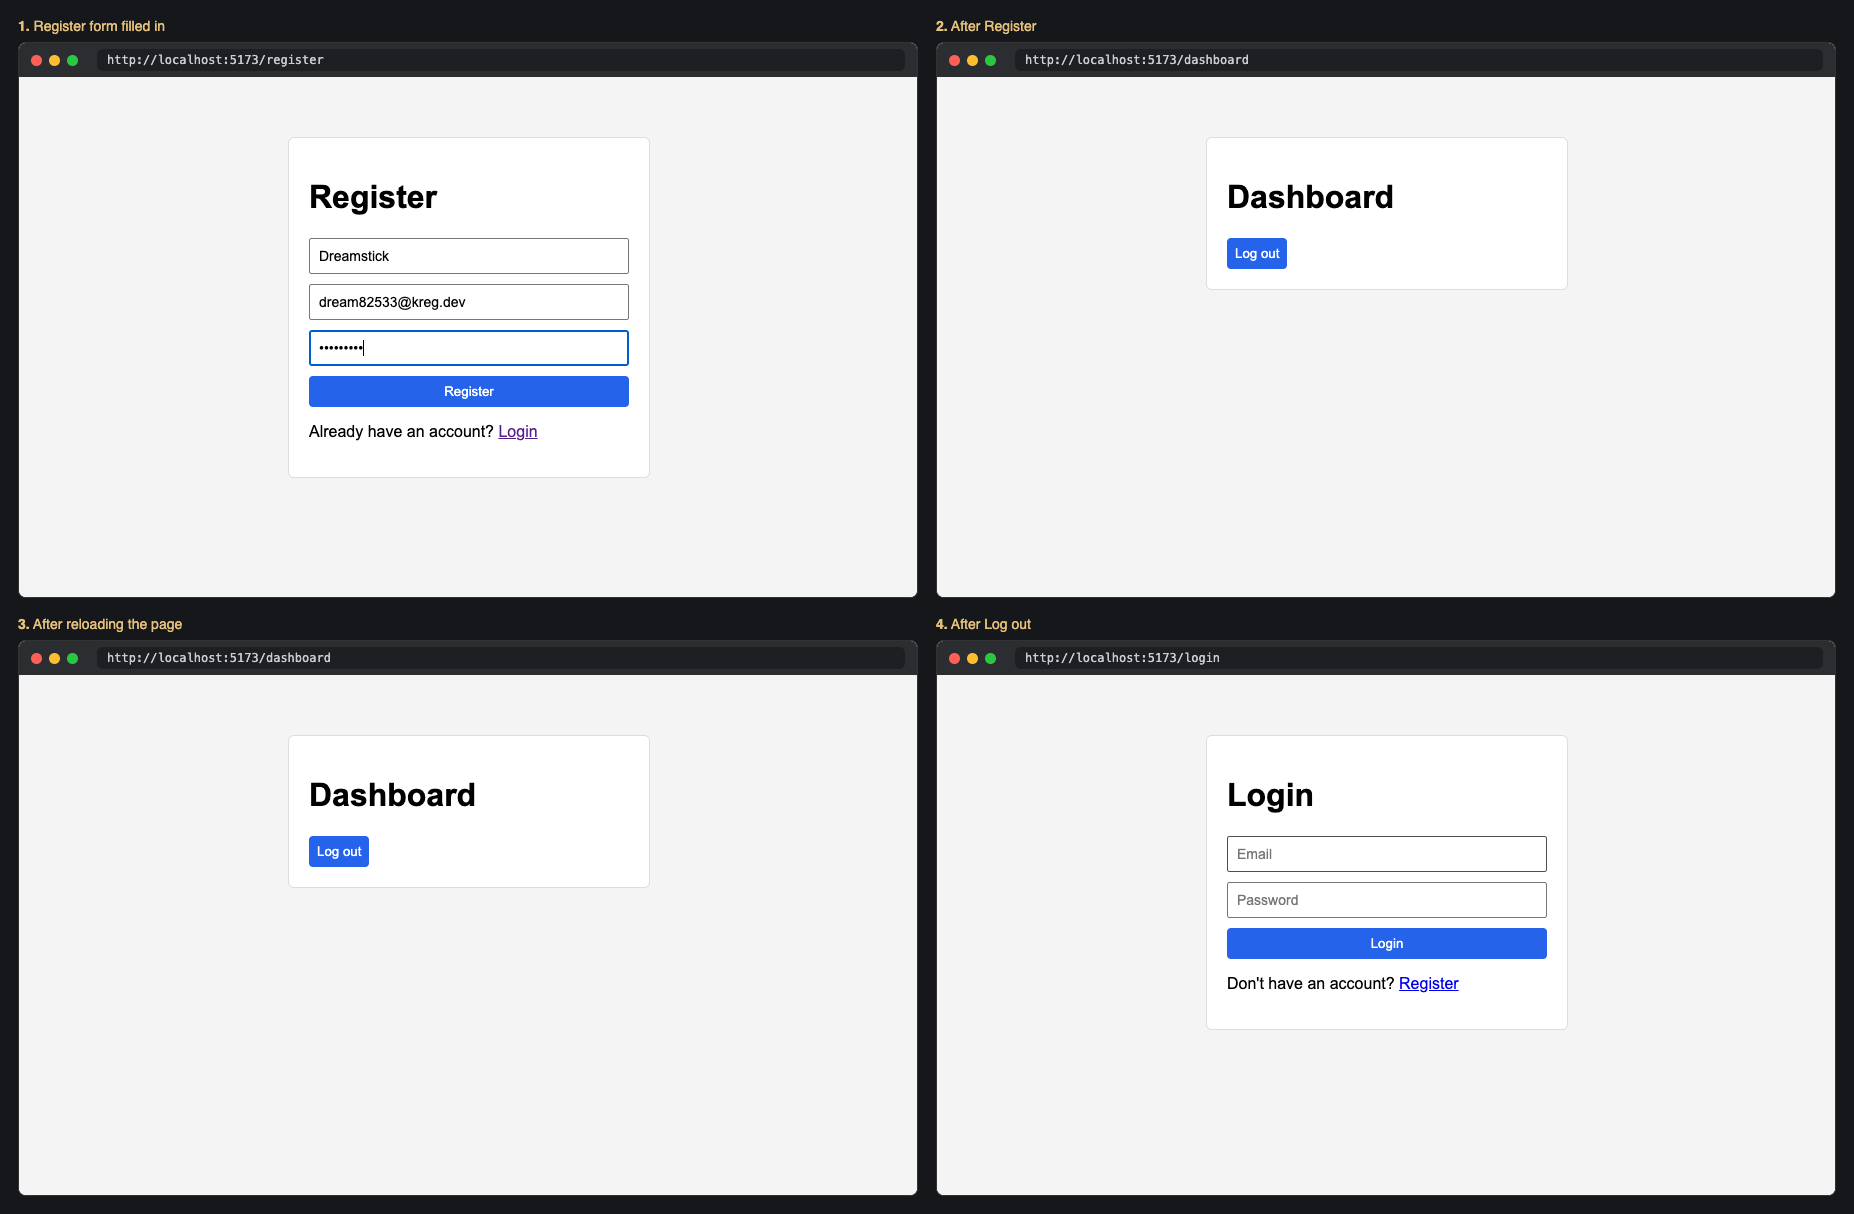 1. Register form filled in
http://localhost:5173/register
Register
Dreamstick
dream82533@kreg.dev
•••••••••
Register
Already have an account? Login
2. After Register
http://localhost:5173/dashboard
Dashboard
Log out
3. After reloading the page
http://localhost:5173/dashboard
Dashboard
Log out
4. After Log out
http://localhost:5173/login
Login
Email
Password
Login
Don't have an account? Register